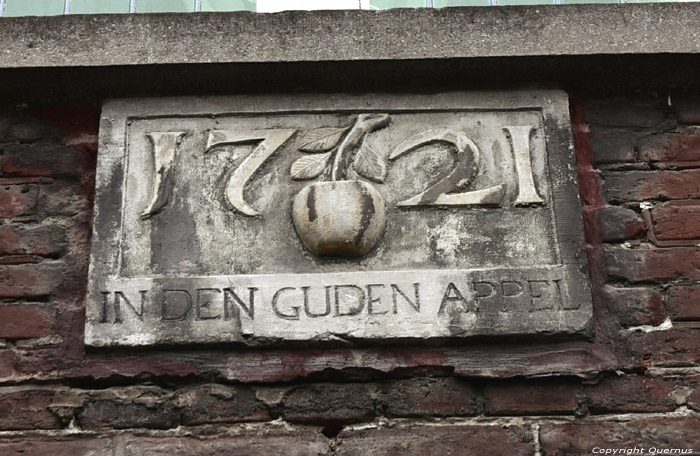 1721
IN DEN GUDEN APPEL
Copyright Quernus